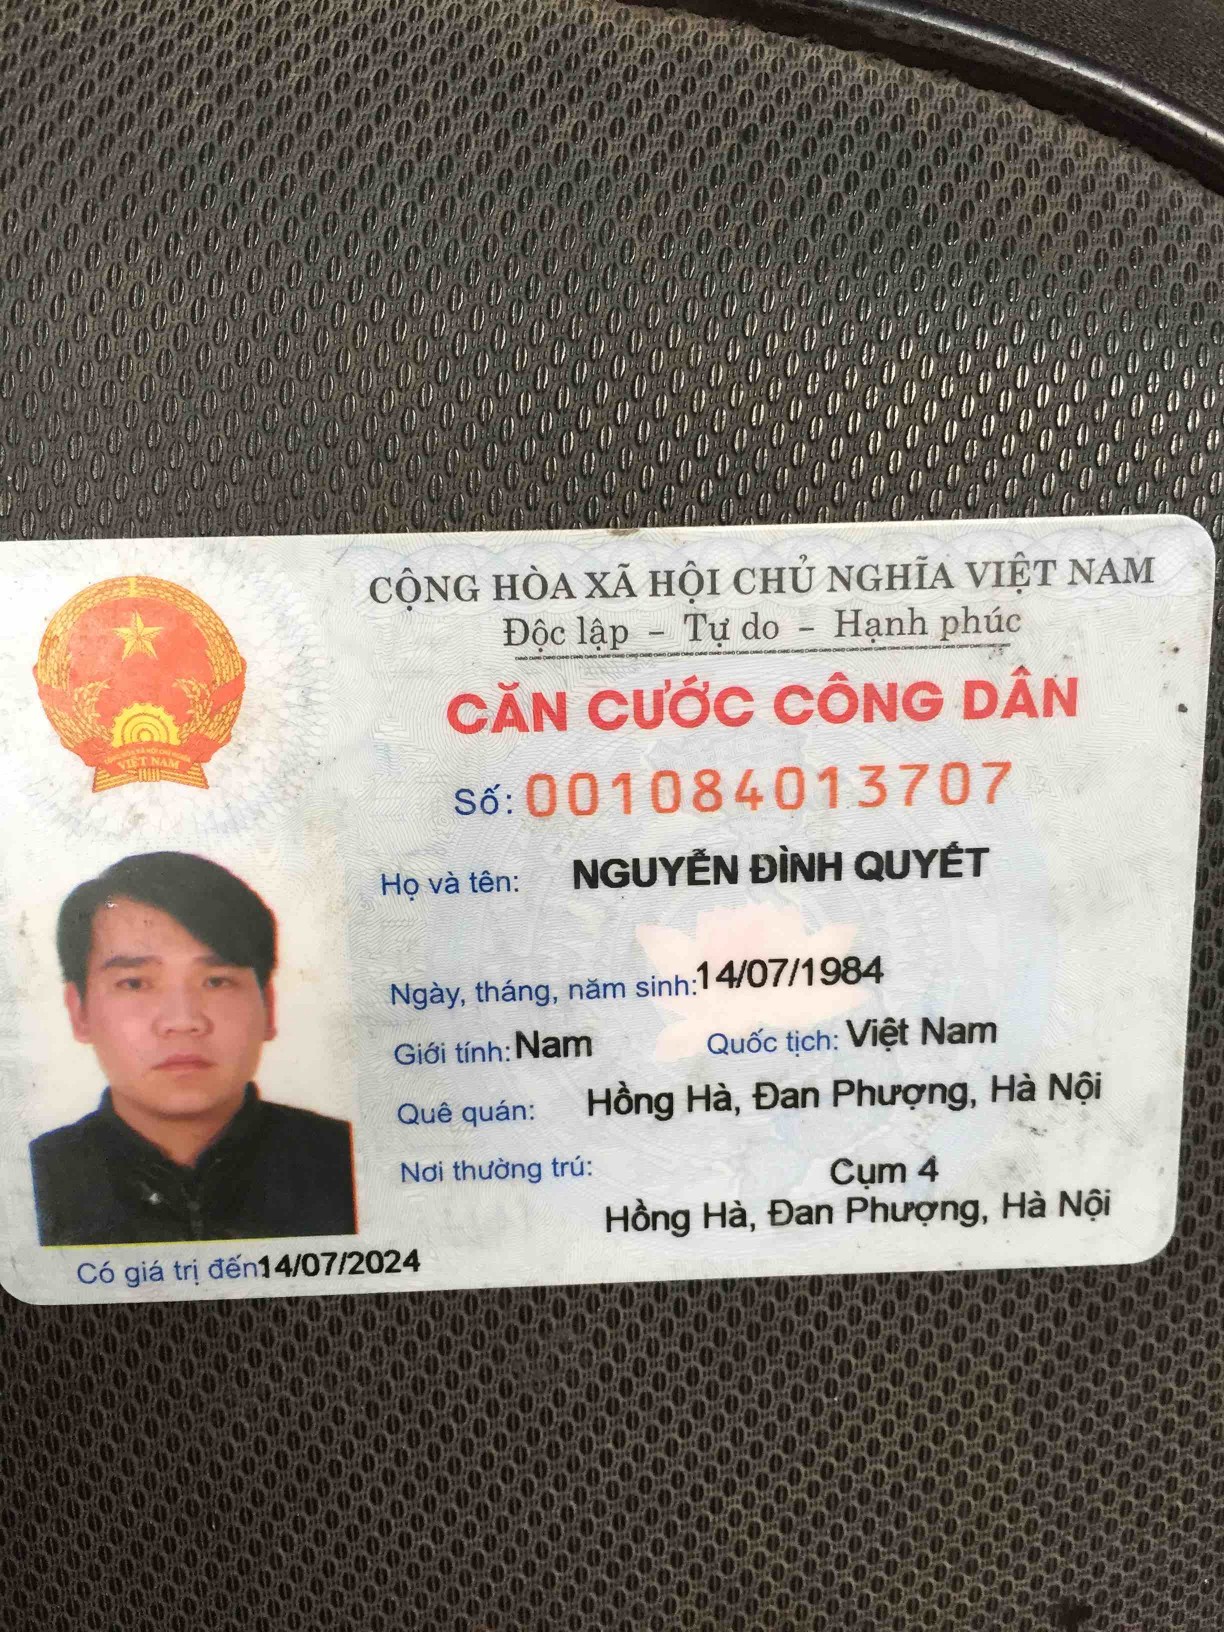 CỘNG HÒA XÃ HỘI CHỦ NGHĨA VIỆT NAM
Độc lập - Tự do - Hạnh phúc
CĂN CƯỚC CÔNG DÂN
Số: 001084013707
Họ và tên: NGUYỄN ĐÌNH QUYẾT
Ngày, tháng, năm sinh: 14/07/1984
Giới tính: Nam Quốc tịch: Việt Nam
Quê quán: Hồng Hà, Đan Phượng, Hà Nội
Nơi thường trú: Cụm 4
Hồng Hà, Đan Phượng, Hà Nội
Có giá trị đến: 14/07/2024
VIỆT NAM